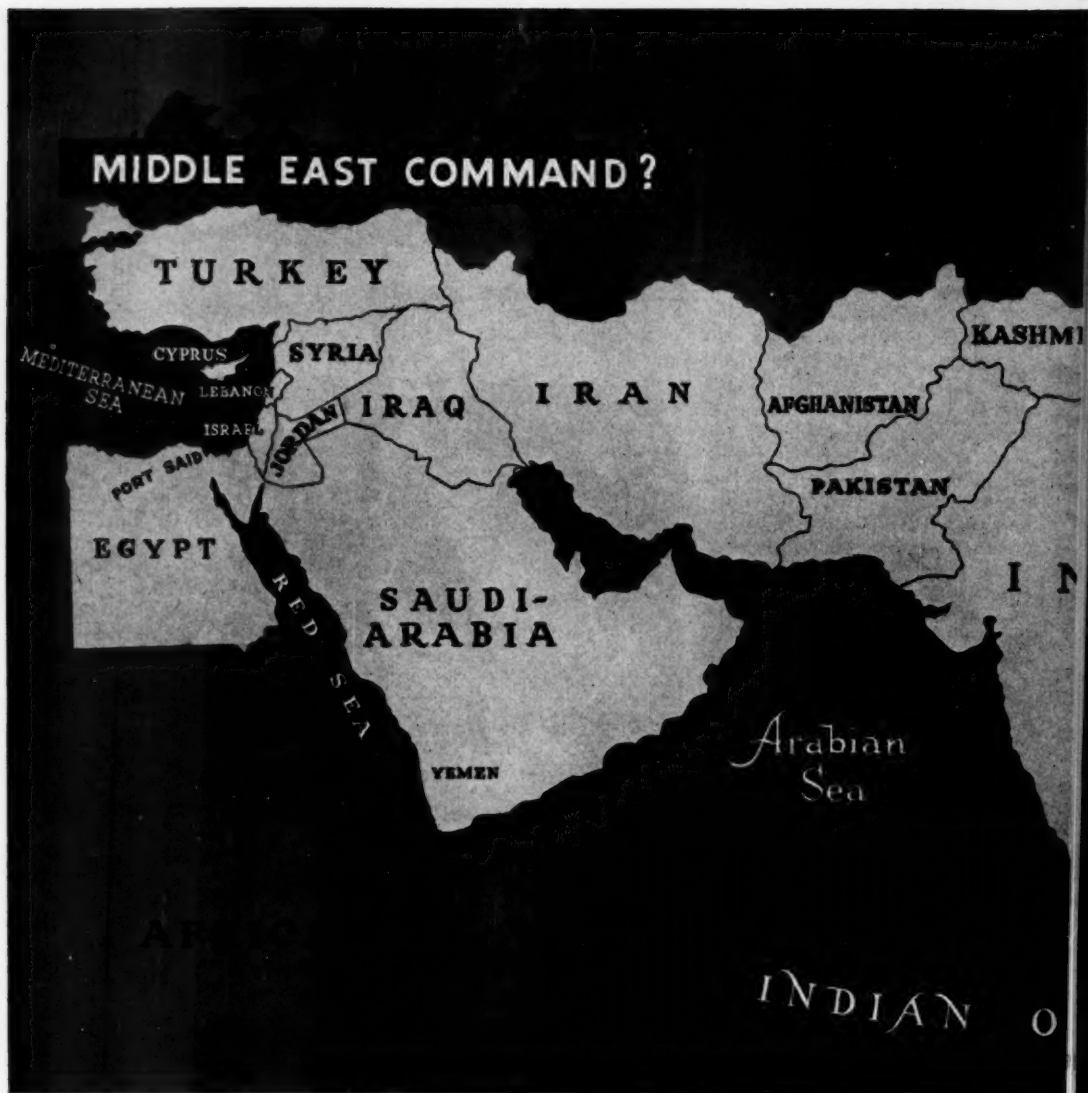 MIDDLE EAST COMMAND?
TURKEY
KASHMI
CYPRUS
SYRIA
MEDITERRANEAN
SEA
LEBANON
IRAQ
IRAN
AFGHANISTAN
ISRAEL
JORDAN
PORT SAID
PAKISTAN
EGYPT
IN
RED SEA
SAUDI-
ARABIA
Arabian
Sea
YEMEN
INDIAN O